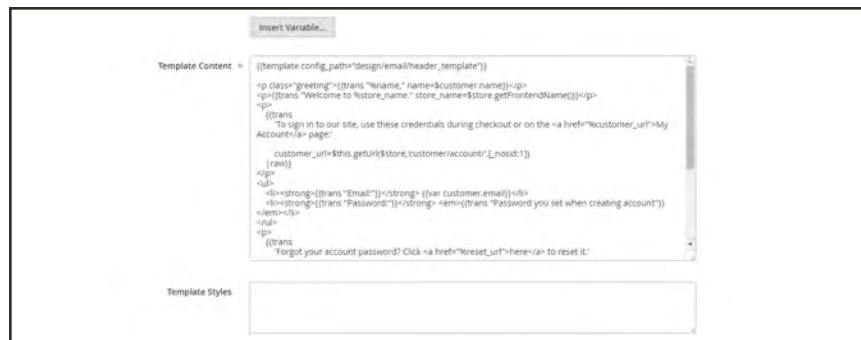 Insert Variable...
Template Content *
{{template config_path="design/email/header_template"}}
<p class="greeting">{{trans "%name," name=$customer.name}}</p>
<p>{{trans "Welcome to %store_name." store_name=$store.getFrontendName()}}</p>
<p>
{{trans
'To sign in to our site, use these credentials during checkout or on the <a href="%customer_url">My
Account</a> page:'
customer_url=$this.getUrl($store,'customer/account/',[_nosid:1])
|raw}}
</p>
<ul>
<li><strong>{{trans "Email:"}}</strong> {{var customer.email}}</li>
<li><strong>{{trans "Password:"}}</strong> <em>{{trans "Password you set when creating account"}}
</em></li>
</ul>
<p>
{{trans
'Forgot your account password? Click <a href="%reset_url">here</a> to reset it.'
Template Styles